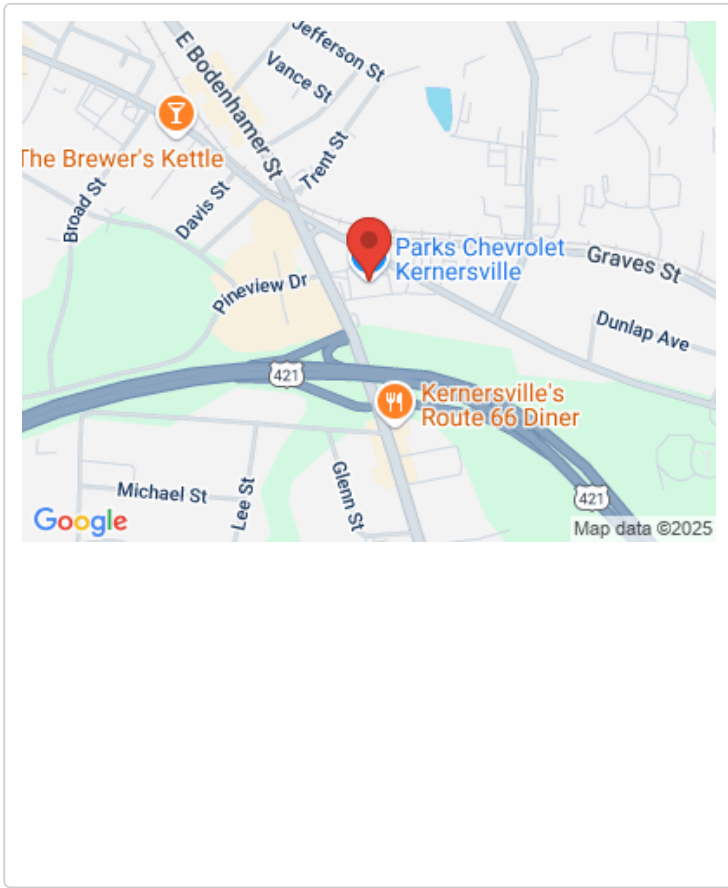 Jefferson St
E Bodenhamer St
Vance St
The Brewer's Kettle
Trent St
Broad St
Davis St
Parks Chevrolet
Kernersville
Graves St
Pineview Dr
Dunlap Ave
421
Kernersville's
Route 66 Diner
Glenn St
Michael St
Lee St
421
Google
Map data ©2025